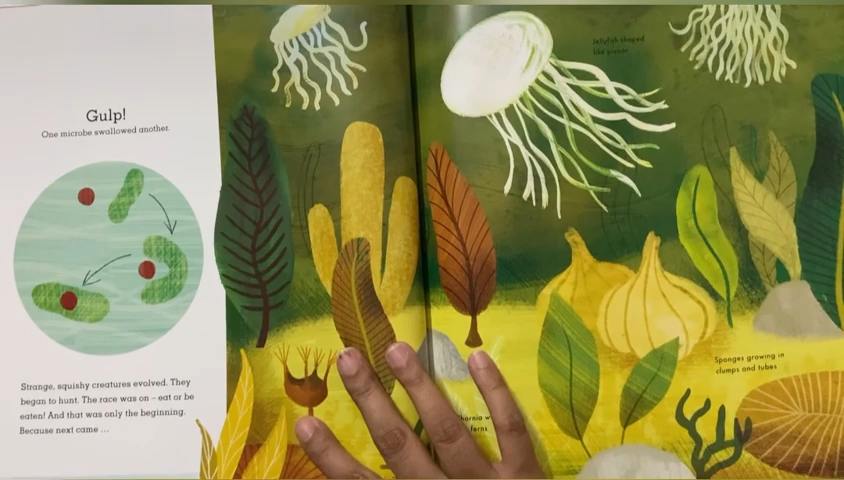 Gulp!
One microbe swallowed another.
Strange, squishy creatures evolved. They
began to hunt. The race was on – eat or be
eaten! And that was only the beginning.
Because next came ...
Jellyfish shaped
like
Sponges growing in
clumps and tubes
ferns